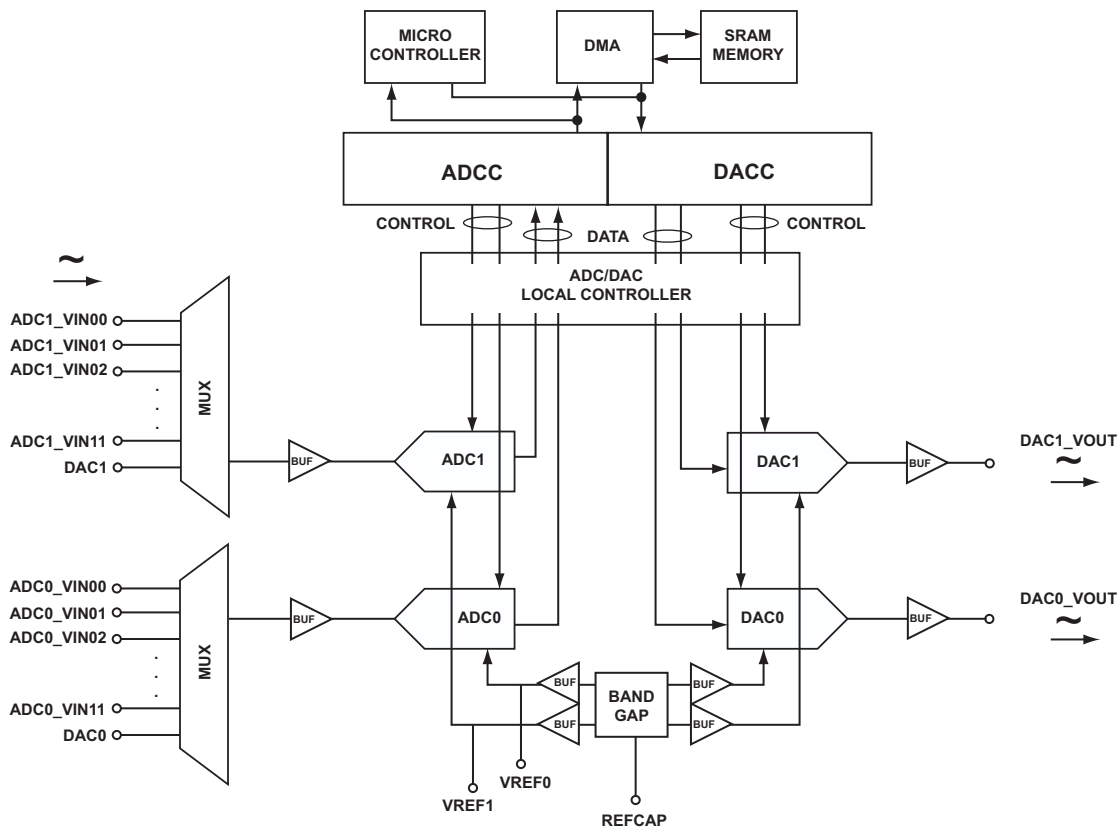 MICRO
CONTROLLER
DMA
SRAM
MEMORY
ADCC
DACC
CONTROL
DATA
CONTROL
ADC/DAC
LOCAL CONTROLLER
~
ADC1_VIN00
ADC1_VIN01
ADC1_VIN02
.
.
.
ADC1_VIN11
DAC1
MUX
BUF
ADC1
DAC1
BUF
DAC1_VOUT
~
ADC0_VIN00
ADC0_VIN01
ADC0_VIN02
.
.
.
ADC0_VIN11
DAC0
MUX
BUF
ADC0
DAC0
BUF
DAC0_VOUT
~
BUF
BUF
BAND
GAP
BUF
BUF
VREF0
VREF1
REFCAP